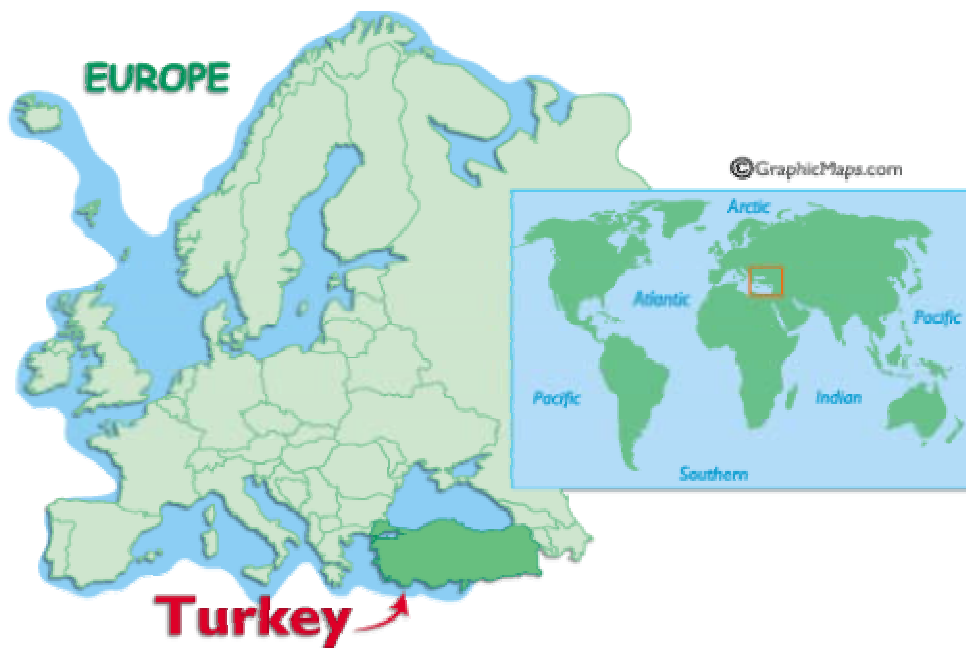 EUROPE
©GraphicMaps.com
Arctic
Atlantic
Pacific
Pacific
Indian
Southern
Turkey